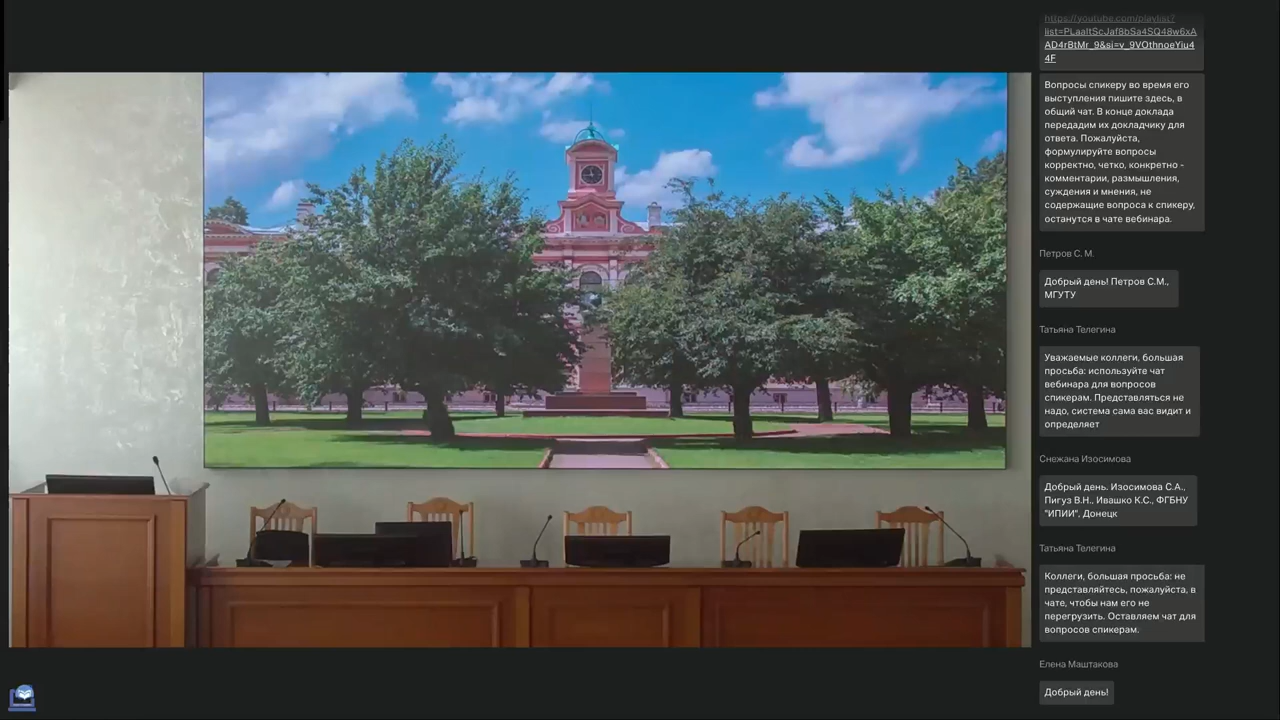 https://youtube.com/playlist?
list=PLaaItScJaf8bSa4SQ48w6xA
AD4rBtMr_9&si=v_9VOthnoeYiu4
4F
Вопросы спикеру во время его
выступления пишите здесь, в
общий чат. В конце доклада
передадим их докладчику для
ответа. Пожалуйста,
формулируйте вопросы
корректно, четко, конкретно -
комментарии, размышления,
суждения и мнения, не
содержащие вопроса к спикеру,
останутся в чате вебинара.
Петров С. М.
Добрый день! Петров С.М.,
МГУТУ
Татьяна Телегина
Уважаемые коллеги, большая
просьба: используйте чат
вебинара для вопросов
спикерам. Представляться не
надо, система сама вас видит и
определяет
Снежана Изосимова
Добрый день. Изосимова С.А.,
Пигуз В.Н., Ивашко К.С., ФГБНУ
"ИПИИ", Донецк
Татьяна Телегина
Коллеги, большая просьба: не
представляйтесь, пожалуйста, в
чате, чтобы нам его не
перегрузить. Оставляем чат для
вопросов спикерам.
Елена Маштакова
Добрый день!